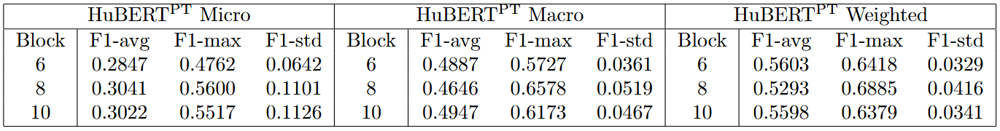 HuBERT^PT Micro HuBERT^PT Macro HuBERT^PT Weighted
Block F1-avg F1-max F1-std Block F1-avg F1-max F1-std Block F1-avg F1-max F1-std
6 0.2847 0.4762 0.0642 6 0.4887 0.5727 0.0361 6 0.5603 0.6418 0.0329
8 0.3041 0.5600 0.1101 8 0.4646 0.6578 0.0519 8 0.5293 0.6885 0.0416
10 0.3022 0.5517 0.1126 10 0.4947 0.6173 0.0467 10 0.5598 0.6379 0.0341